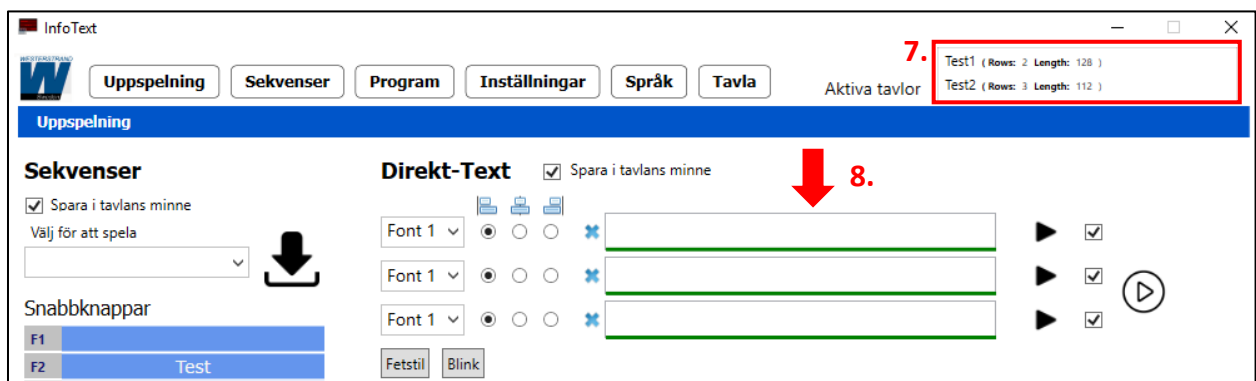 InfoText
WESTERSTRAND
Uppspelning Sekvenser Program Inställningar Språk Tavla
Aktiva tavlor
7.
Test1 ( Rows: 2 Length: 128 )
Test2 ( Rows: 3 Length: 112 )
Uppspelning
Sekvenser
Spara i tavlans minne
Välj för att spela
Snabbknappar
F1
F2 Test
Direkt-Text Spara i tavlans minne
8.
Font 1
Font 1
Font 1
Fetstil Blink